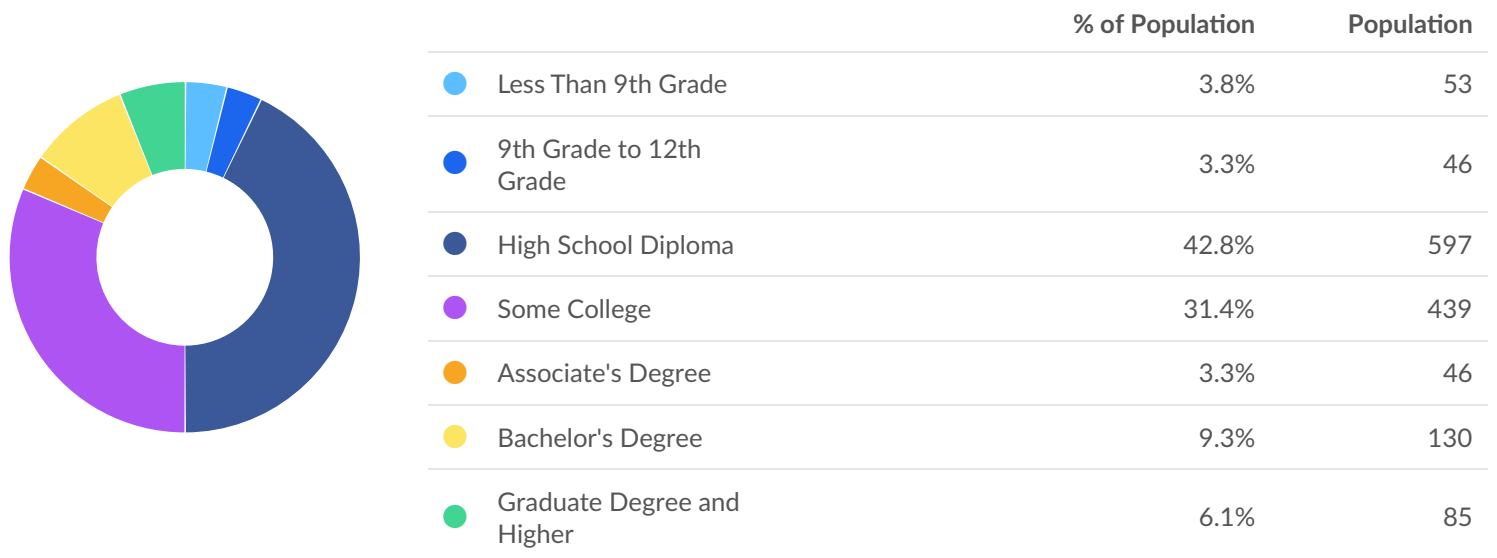 % of Population Population
Less Than 9th Grade 3.8% 53
9th Grade to 12th
Grade 3.3% 46
High School Diploma 42.8% 597
Some College 31.4% 439
Associate's Degree 3.3% 46
Bachelor's Degree 9.3% 130
Graduate Degree and
Higher 6.1% 85